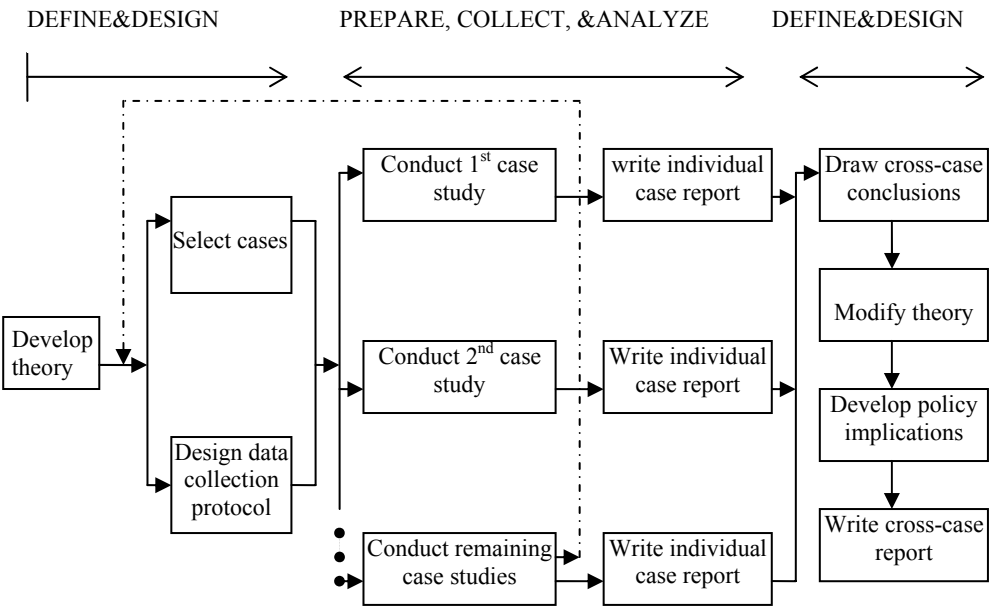 DEFINE&DESIGN
PREPARE, COLLECT, &ANALYZE
DEFINE&DESIGN
Develop
theory
Select cases
Design data
collection
protocol
Conduct 1st case
study
write individual
case report
Conduct 2nd case
study
Write individual
case report
Conduct remaining
case studies
Write individual
case report
Draw cross-case
conclusions
Modify theory
Develop policy
implications
Write cross-case
report